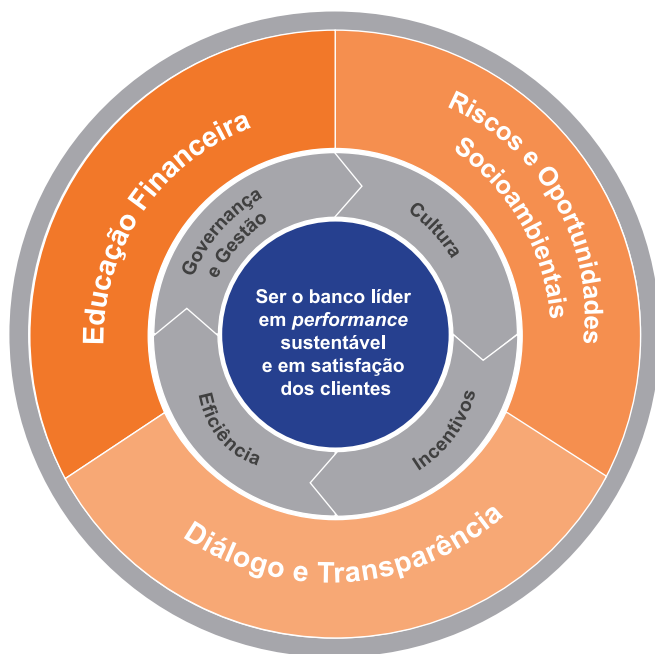 Educação Financeira
Riscos e Oportunidades
Socioambientais
Diálogo e Transparência
Governança
e Gestão
Cultura
Incentivos
Eficiência
Ser o banco líder
em performance
sustentável
e em satisfação
dos clientes